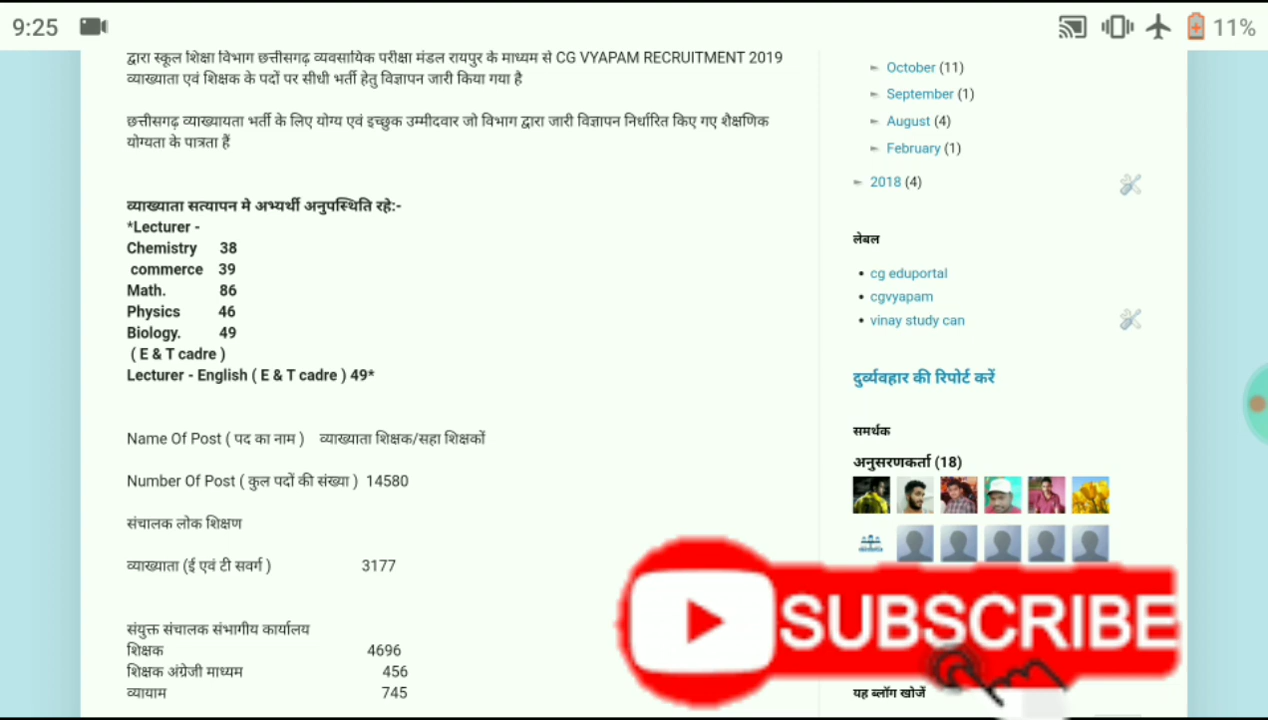 9:25
11%
द्वारा स्कूल शिक्षा विभाग छत्तीसगढ़ व्यवसायिक परीक्षा मंडल रायपुर के माध्यम से CG VYAPAM RECRUITMENT 2019
व्याख्याता एवं शिक्षक के पदों पर सीधी भर्ती हेतु विज्ञापन जारी किया गया है
छत्तीसगढ़ व्याख्यायता भर्ती के लिए योग्य एवं इच्छुक उम्मीदवार जो विभाग द्वारा जारी विज्ञापन निर्धारित किए गए शैक्षणिक
योग्यता के पात्रता हैं
व्याख्याता सत्यापन मे अभ्यर्थी अनुपस्थिति रहे:-
*Lecturer -
Chemistry 38
commerce 39
Math. 86
Physics 46
Biology. 49
( E & T cadre )
Lecturer - English ( E & T cadre ) 49*
Name Of Post ( पद का नाम ) व्याख्याता शिक्षक/सहा शिक्षकों
Number Of Post ( कुल पदों की संख्या ) 14580
संचालक लोक शिक्षण
व्याख्याता (ई एवं टी सवर्ग ) 3177
संयुक्त संचालक संभागीय कार्यालय
शिक्षक 4696
शिक्षक अंग्रेजी माध्यम 456
व्यायाम 745
► October (11)
► September (1)
► August (4)
► February (1)
► 2018 (4)
लेबल
• cg eduportal
• cgvyapam
• vinay study can
दुर्व्यवहार की रिपोर्ट करें
समर्थक
अनुसरणकर्ता (18)
SUBSCRIBE
यह ब्लॉग खोजें